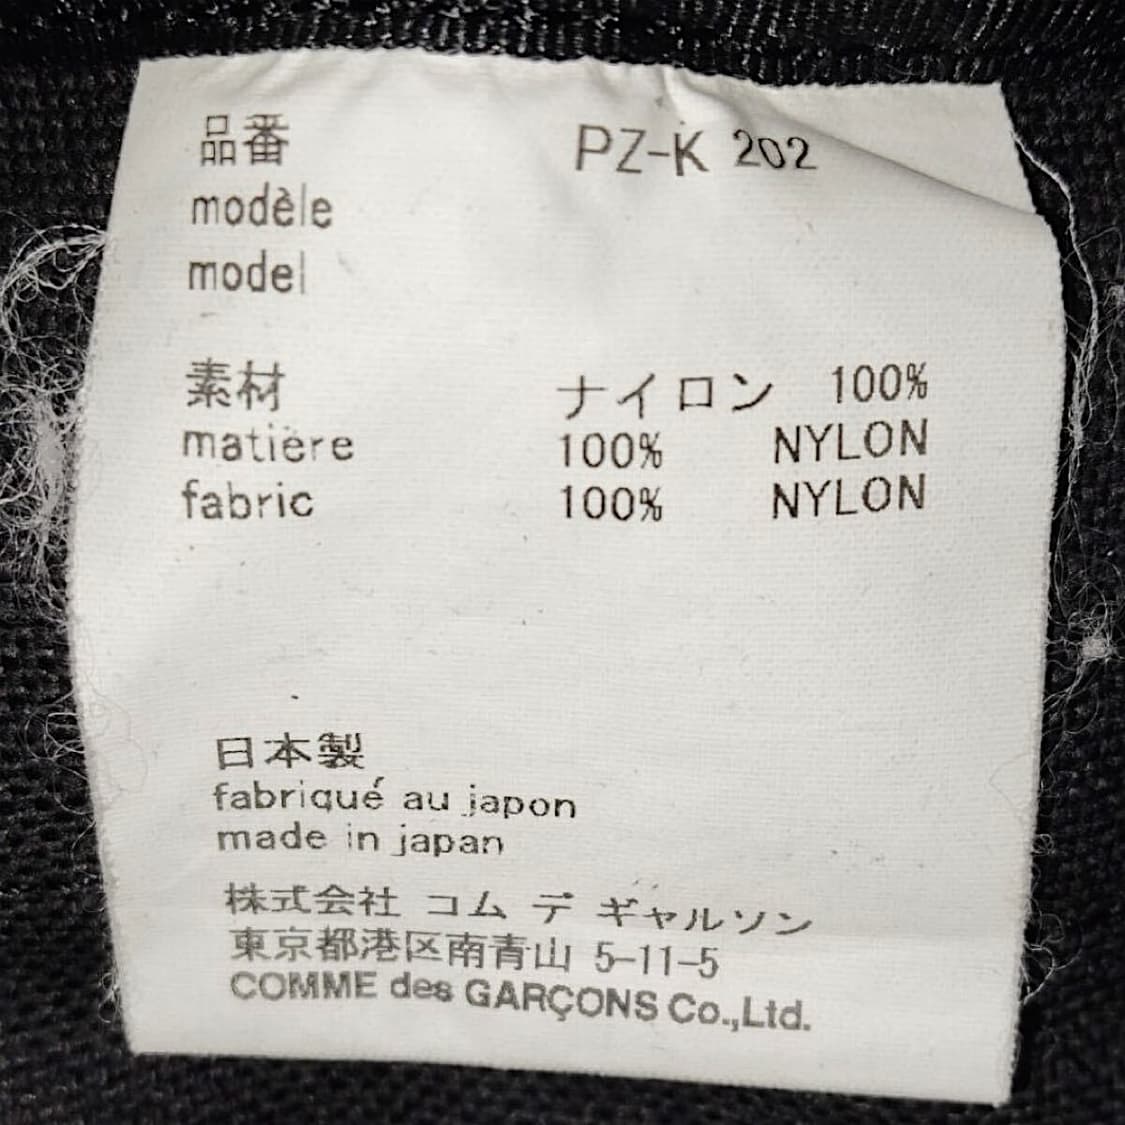 品番 PZ-K 202
modèle
model
素材 ナイロン 100%
matière 100% NYLON
fabric 100% NYLON
日本製
fabriqué au japon
made in japan
株式会社 コム デ ギャルソン
東京都港区南青山 5-11-5
COMME des GARÇONS Co.,Ltd.